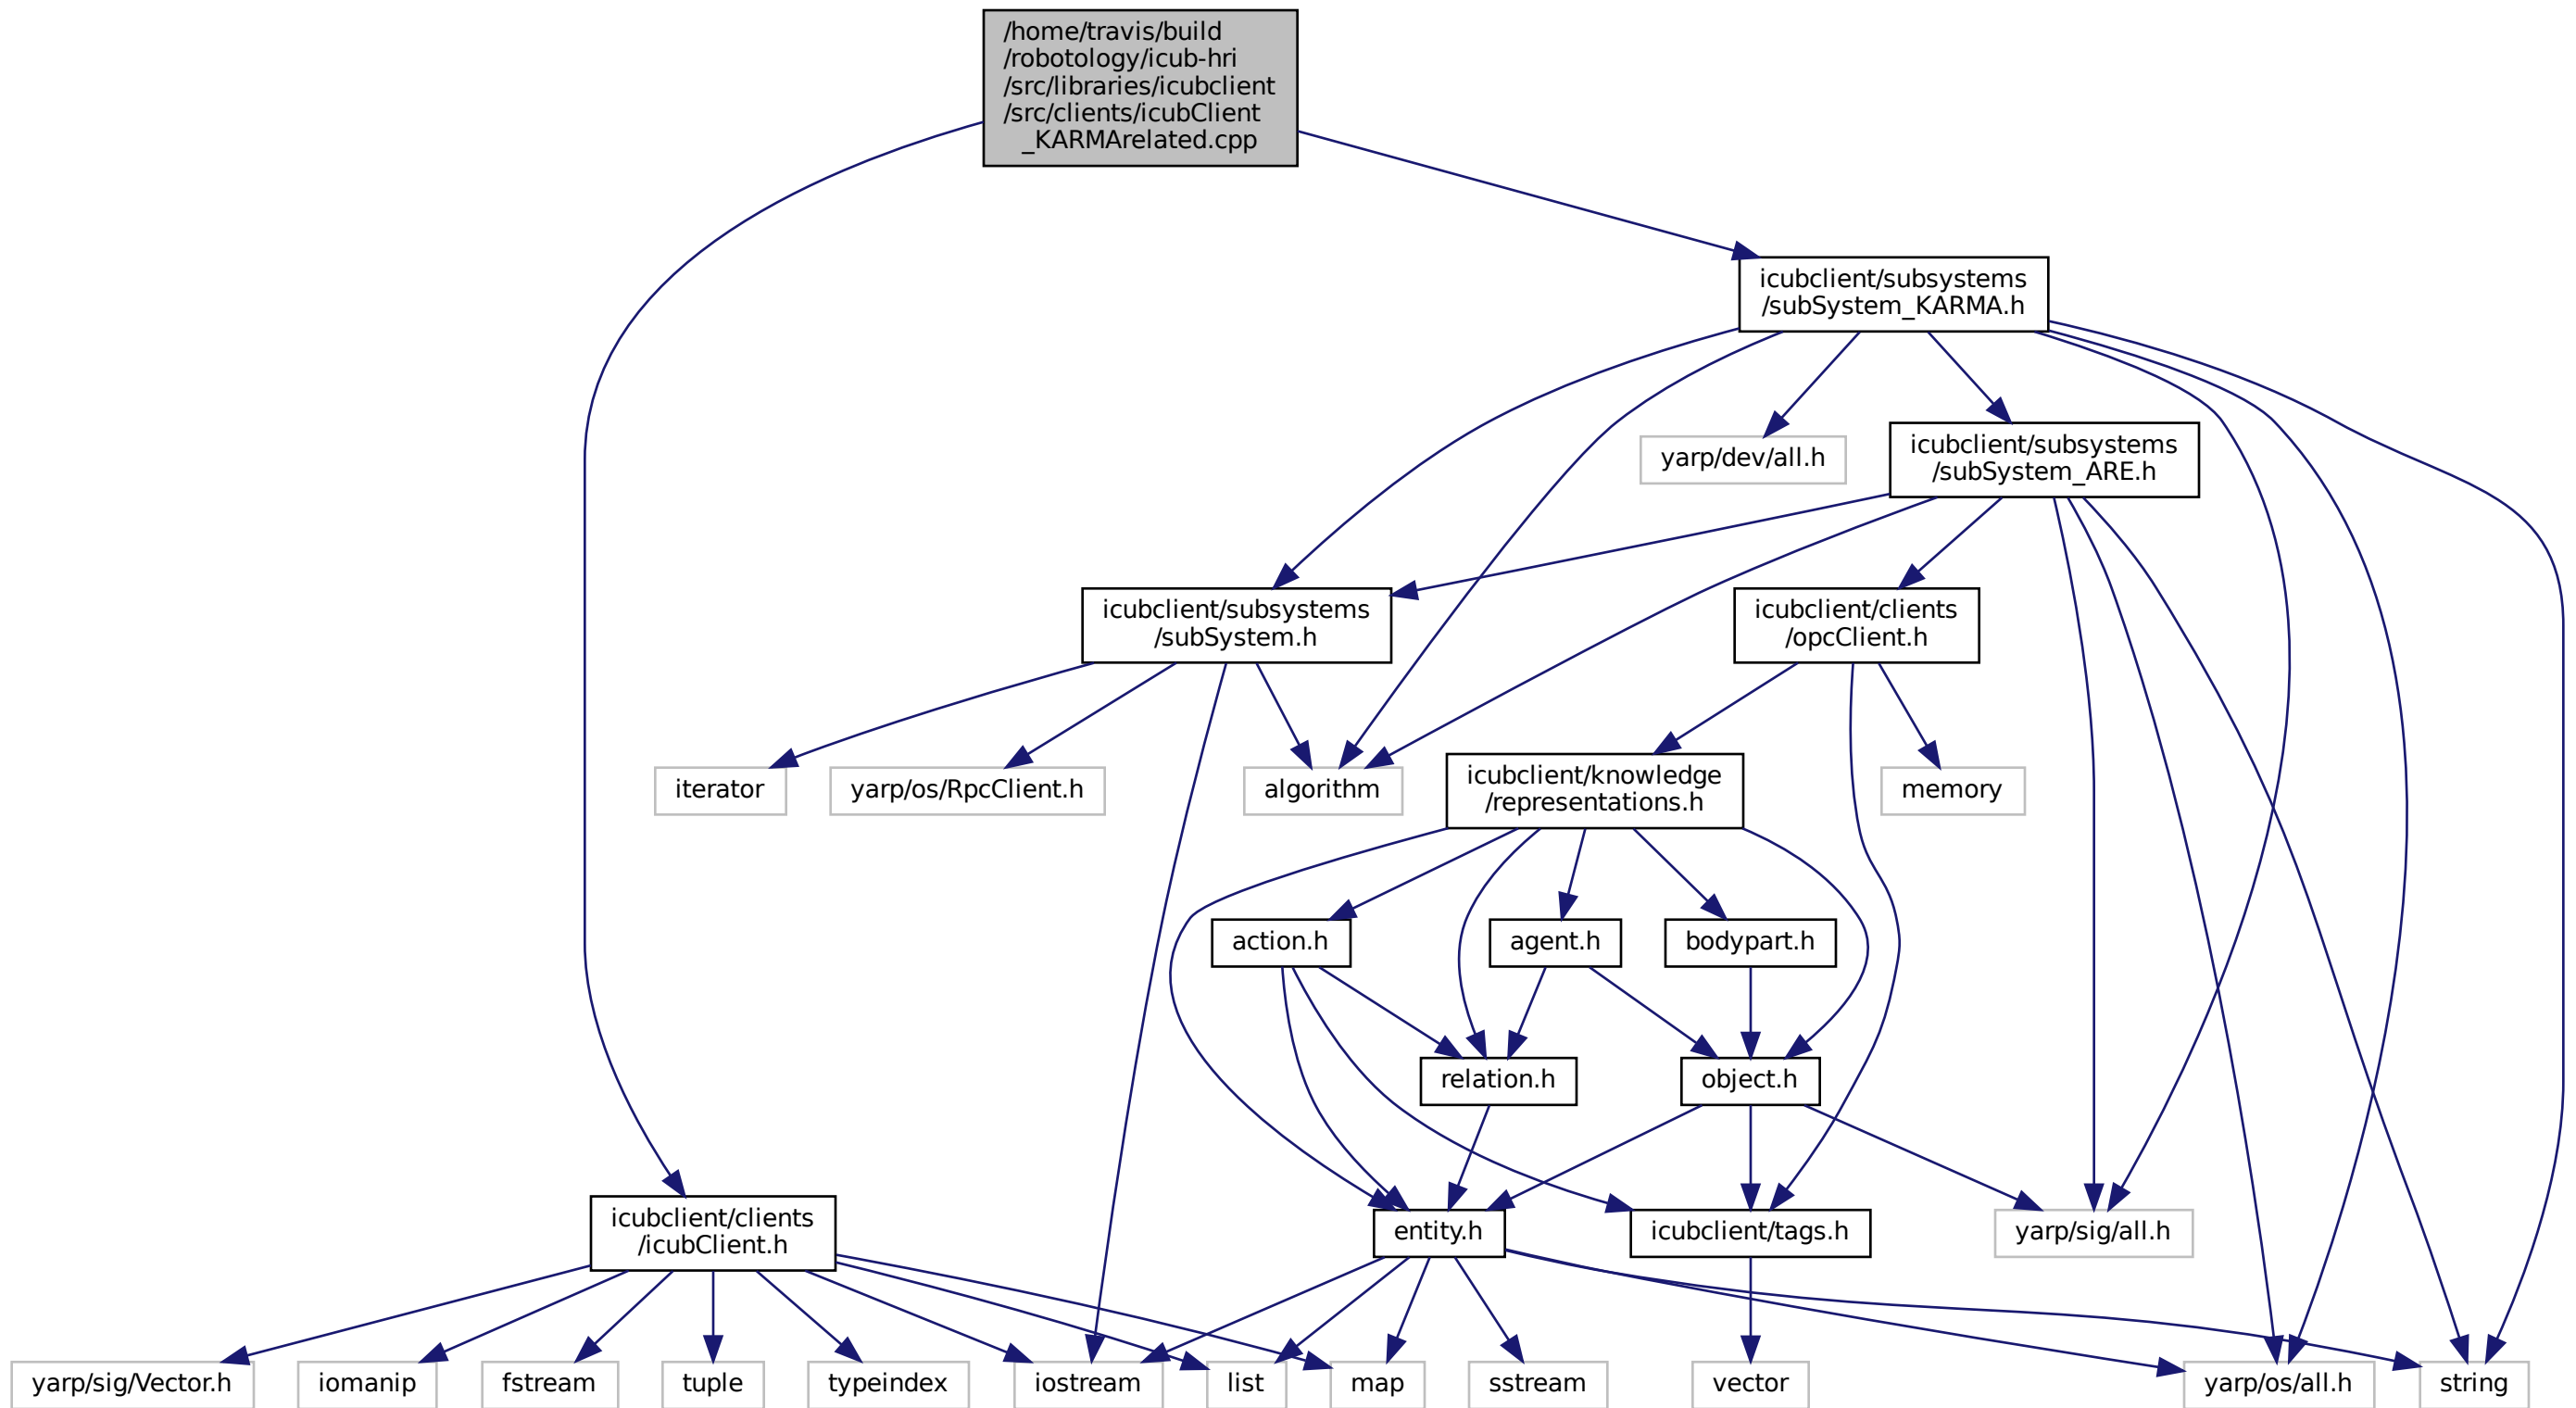 /home/travis/build
/robotology/icub-hri
/src/libraries/icubclient
/src/clients/icubClient
_KARMArelated.cpp
icubclient/subsystems
/subSystem_KARMA.h
yarp/dev/all.h
icubclient/subsystems
/subSystem_ARE.h
icubclient/subsystems
/subSystem.h
icubclient/clients
/opcClient.h
iterator
yarp/os/RpcClient.h
algorithm
icubclient/knowledge
/representations.h
memory
action.h
agent.h
bodypart.h
relation.h
object.h
icubclient/clients
/icubClient.h
entity.h
icubclient/tags.h
yarp/sig/all.h
yarp/sig/Vector.h
iomanip
fstream
tuple
typeindex
iostream
list
map
sstream
vector
yarp/os/all.h
string